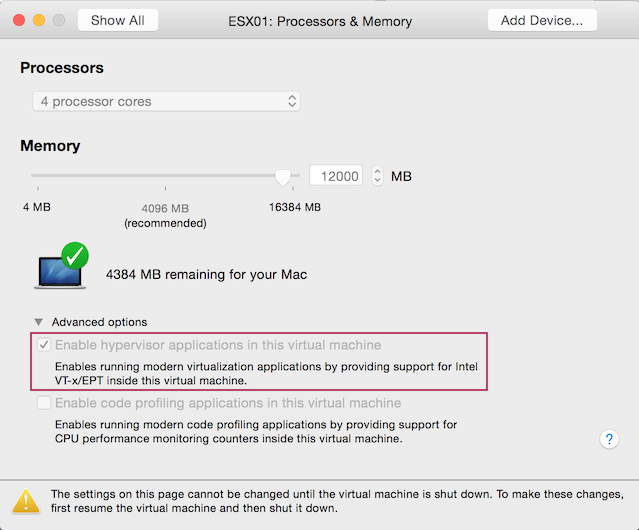 Show All
ESX01: Processors & Memory
Add Device...
Processors
4 processor cores
Memory
12000 MB
4 MB
4096 MB
16384 MB
(recommended)
4384 MB remaining for your Mac
Advanced options
Enable hypervisor applications in this virtual machine
Enables running modern virtualization applications by providing support for Intel
VT-x/EPT inside this virtual machine.
Enable code profiling applications in this virtual machine
Enables running modern code profiling applications by providing support for
CPU performance monitoring counters inside this virtual machine.
?
The settings on this page cannot be changed until the virtual machine is shut down. To make these changes,
first resume the virtual machine and then shut it down.